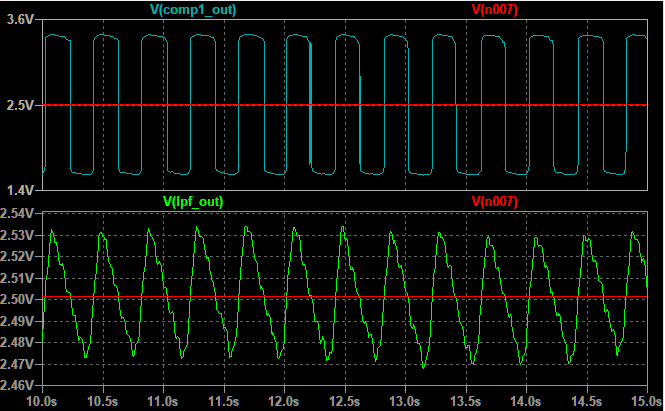 V(comp1_out) V(n007)
3.6V
2.5V
1.4V
V(lpf_out) V(n007)
2.54V
2.53V
2.52V
2.51V
2.50V
2.49V
2.48V
2.47V
2.46V
10.0s 10.5s 11.0s 11.5s 12.0s 12.5s 13.0s 13.5s 14.0s 14.5s 15.0s